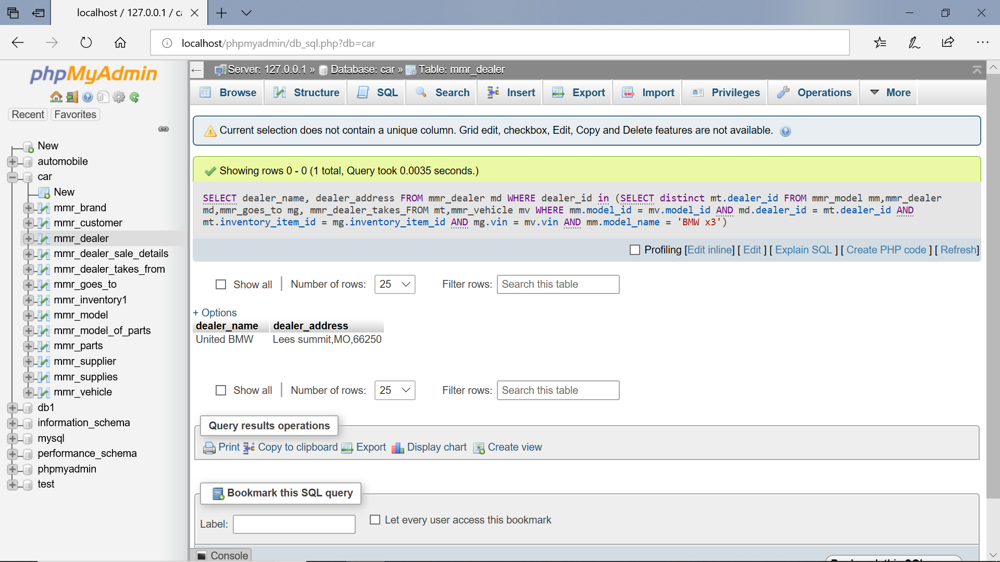 localhost / 127.0.0.1 / ca
localhost/phpmyadmin/db_sql.php?db=car
phpMyAdmin
Recent Favorites
New
automobile
car
New
mmr_brand
mmr_customer
mmr_dealer
mmr_dealer_sale_details
mmr_dealer_takes_from
mmr_goes_to
mmr_inventory1
mmr_model
mmr_model_of_parts
mmr_parts
mmr_supplier
mmr_supplies
mmr_vehicle
db1
information_schema
mysql
performance_schema
phpmyadmin
test
Server: 127.0.0.1 » Database: car » Table: mmr_dealer
Browse Structure SQL Search Insert Export Import Privileges Operations More
Current selection does not contain a unique column. Grid edit, checkbox, Edit, Copy and Delete features are not available.
Showing rows 0 - 0 (1 total, Query took 0.0035 seconds.)
SELECT dealer_name, dealer_address FROM mmr_dealer md WHERE dealer_id in (SELECT distinct mt.dealer_id FROM mmr_model mm,mmr_dealer
md,mmr_goes_to mg, mmr_dealer_takes_FROM mt,mmr_vehicle mv WHERE mm.model_id = mv.model_id AND md.dealer_id = mt.dealer_id AND
mt.inventory_item_id = mg.inventory_item_id AND mg.vin = mv.vin AND mm.model_name = 'BMW x3')
Profiling [Edit inline] [ Edit ] [ Explain SQL ] [ Create PHP code ] [ Refresh]
Show all Number of rows: 25 Filter rows: Search this table
+ Options
dealer_name dealer_address
United BMW Lees summit,MO,66250
Show all Number of rows: 25 Filter rows: Search this table
Query results operations
Print Copy to clipboard Export Display chart Create view
Bookmark this SQL query
Label: Let every user access this bookmark
Console